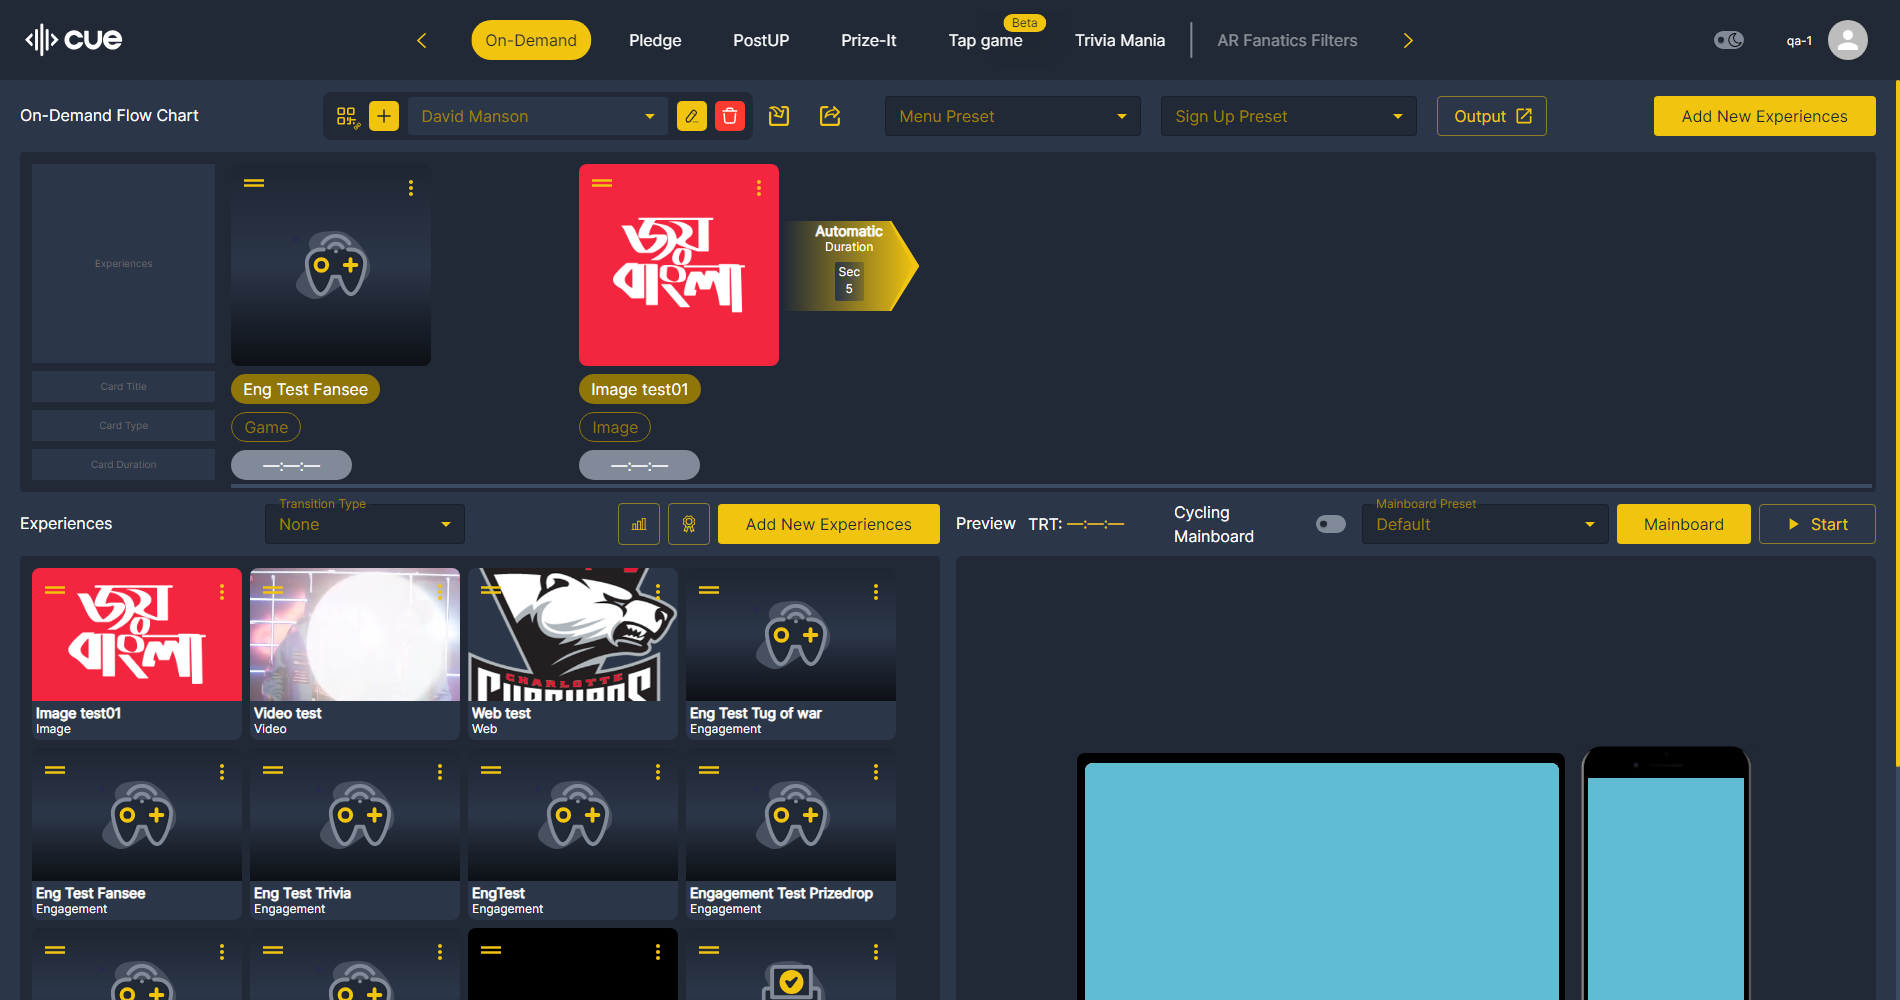 cue
On-Demand
Pledge
PostUP
Prize-It
Beta
Tap game
Trivia Mania
AR Fanatics Filters
qa-1
On-Demand Flow Chart
David Manson
Menu Preset
Sign Up Preset
Output
Add New Experiences
Experiences
জয়
বাংলা
Automatic
Duration
Sec
5
Card Title
Eng Test Fansee
Image test01
Card Type
Game
Image
Card Duration
—:—:—
—:—:—
Experiences
Transition Type
None
Add New Experiences
Preview
TRT: —:—:—
Cycling
Mainboard
Mainboard Preset
Default
Mainboard
Start
জয়
বাংলা
CHARLOTTE
Image test01
Image
Video test
Video
Web test
Web
Eng Test Tug of war
Engagement
Eng Test Fansee
Engagement
Eng Test Trivia
Engagement
EngTest
Engagement
Engagement Test Prizedrop
Engagement